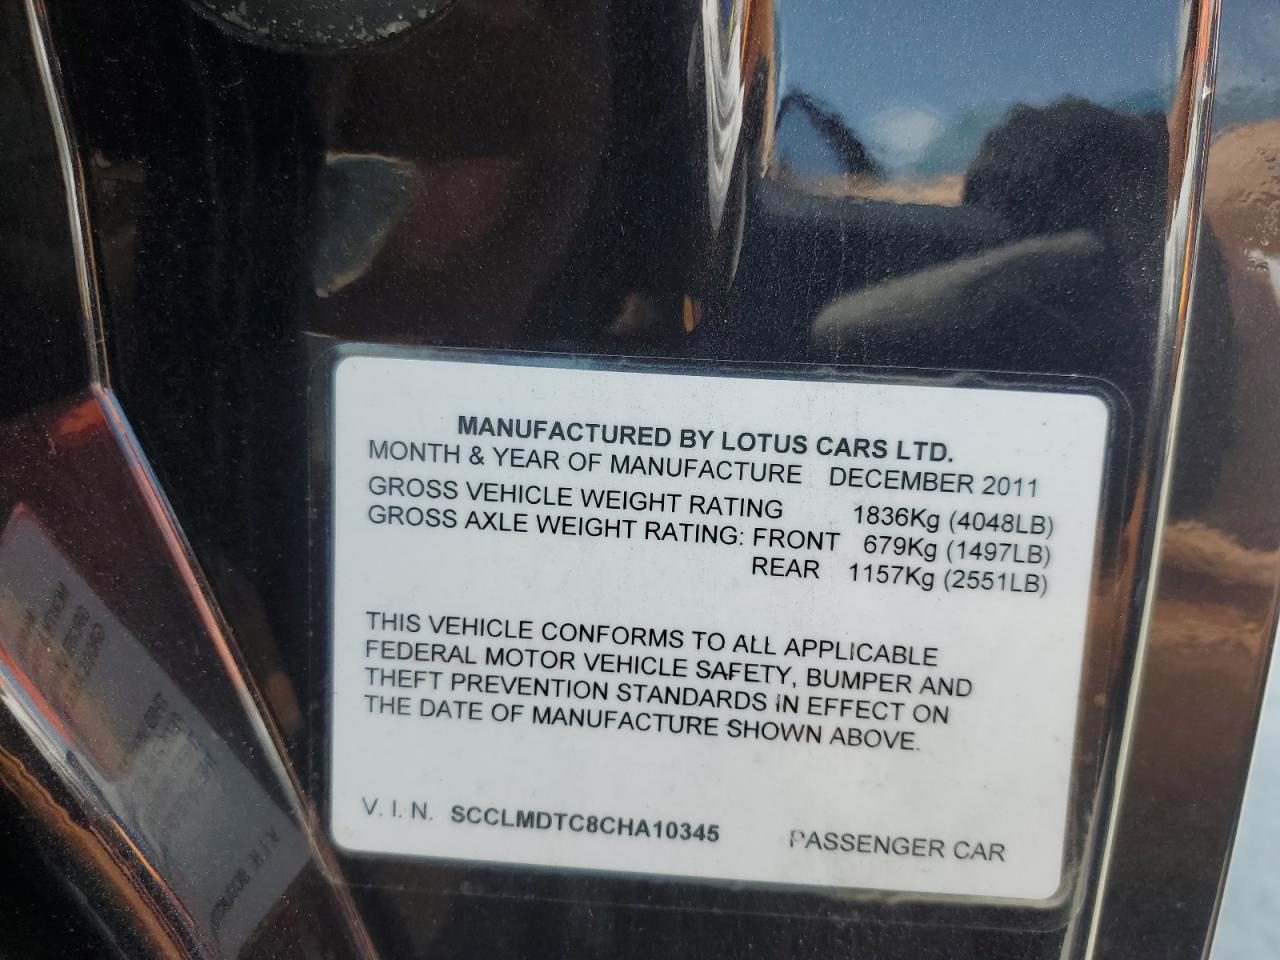 MANUFACTURED BY LOTUS CARS LTD.
MONTH & YEAR OF MANUFACTURE DECEMBER 2011
GROSS VEHICLE WEIGHT RATING 1836Kg (4048LB)
GROSS AXLE WEIGHT RATING: FRONT 679Kg (1497LB)
REAR 1157Kg (2551LB)
THIS VEHICLE CONFORMS TO ALL APPLICABLE
FEDERAL MOTOR VEHICLE SAFETY, BUMPER AND
THEFT PREVENTION STANDARDS IN EFFECT ON
THE DATE OF MANUFACTURE SHOWN ABOVE.
V. I. N. SCCLMDTC8CHA10345 PASSENGER CAR